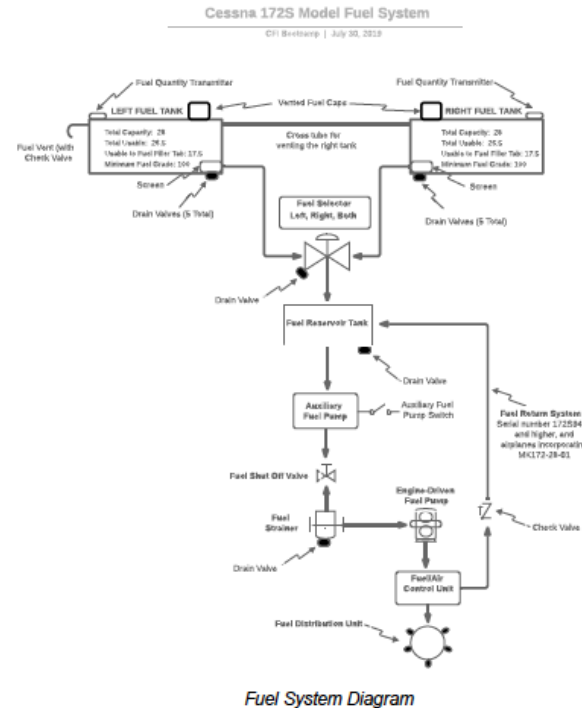 Cessna 172S Model Fuel System
CFI Bootcamp | July 30, 2019
Fuel Quantity Transmitter
Fuel Quantity Transmitter
LEFT FUEL TANK
Vented Fuel Caps
RIGHT FUEL TANK
Fuel Vent (with
Check Valve
Total Capacity: 28
Total Usable: 26.5
Usable to Fuel Filler Tab: 17.5
Minimum Fuel Grade: 100
Cross tube for
venting the right tank
Total Capacity: 28
Total Usable: 26.5
Usable to Fuel Filler Tab: 17.5
Minimum Fuel Grade: 100
Screen
Screen
Drain Valves (5 Total)
Drain Valves (5 Total)
Fuel Selector
Left, Right, Both
Drain Valve
Fuel Reservoir Tank
Drain Valve
Auxiliary
Fuel Pump
Auxiliary Fuel
Pump Switch
Fuel Return System
Serial number
and higher, and
airplanes incorporatin
Fuel Shut Off Valve
Engine-Driven
Fuel Pump
Fuel
Strainer
Check Valve
Drain Valve
Fuel/Air
Control Unit
Fuel Distribution Unit
Fuel System Diagram